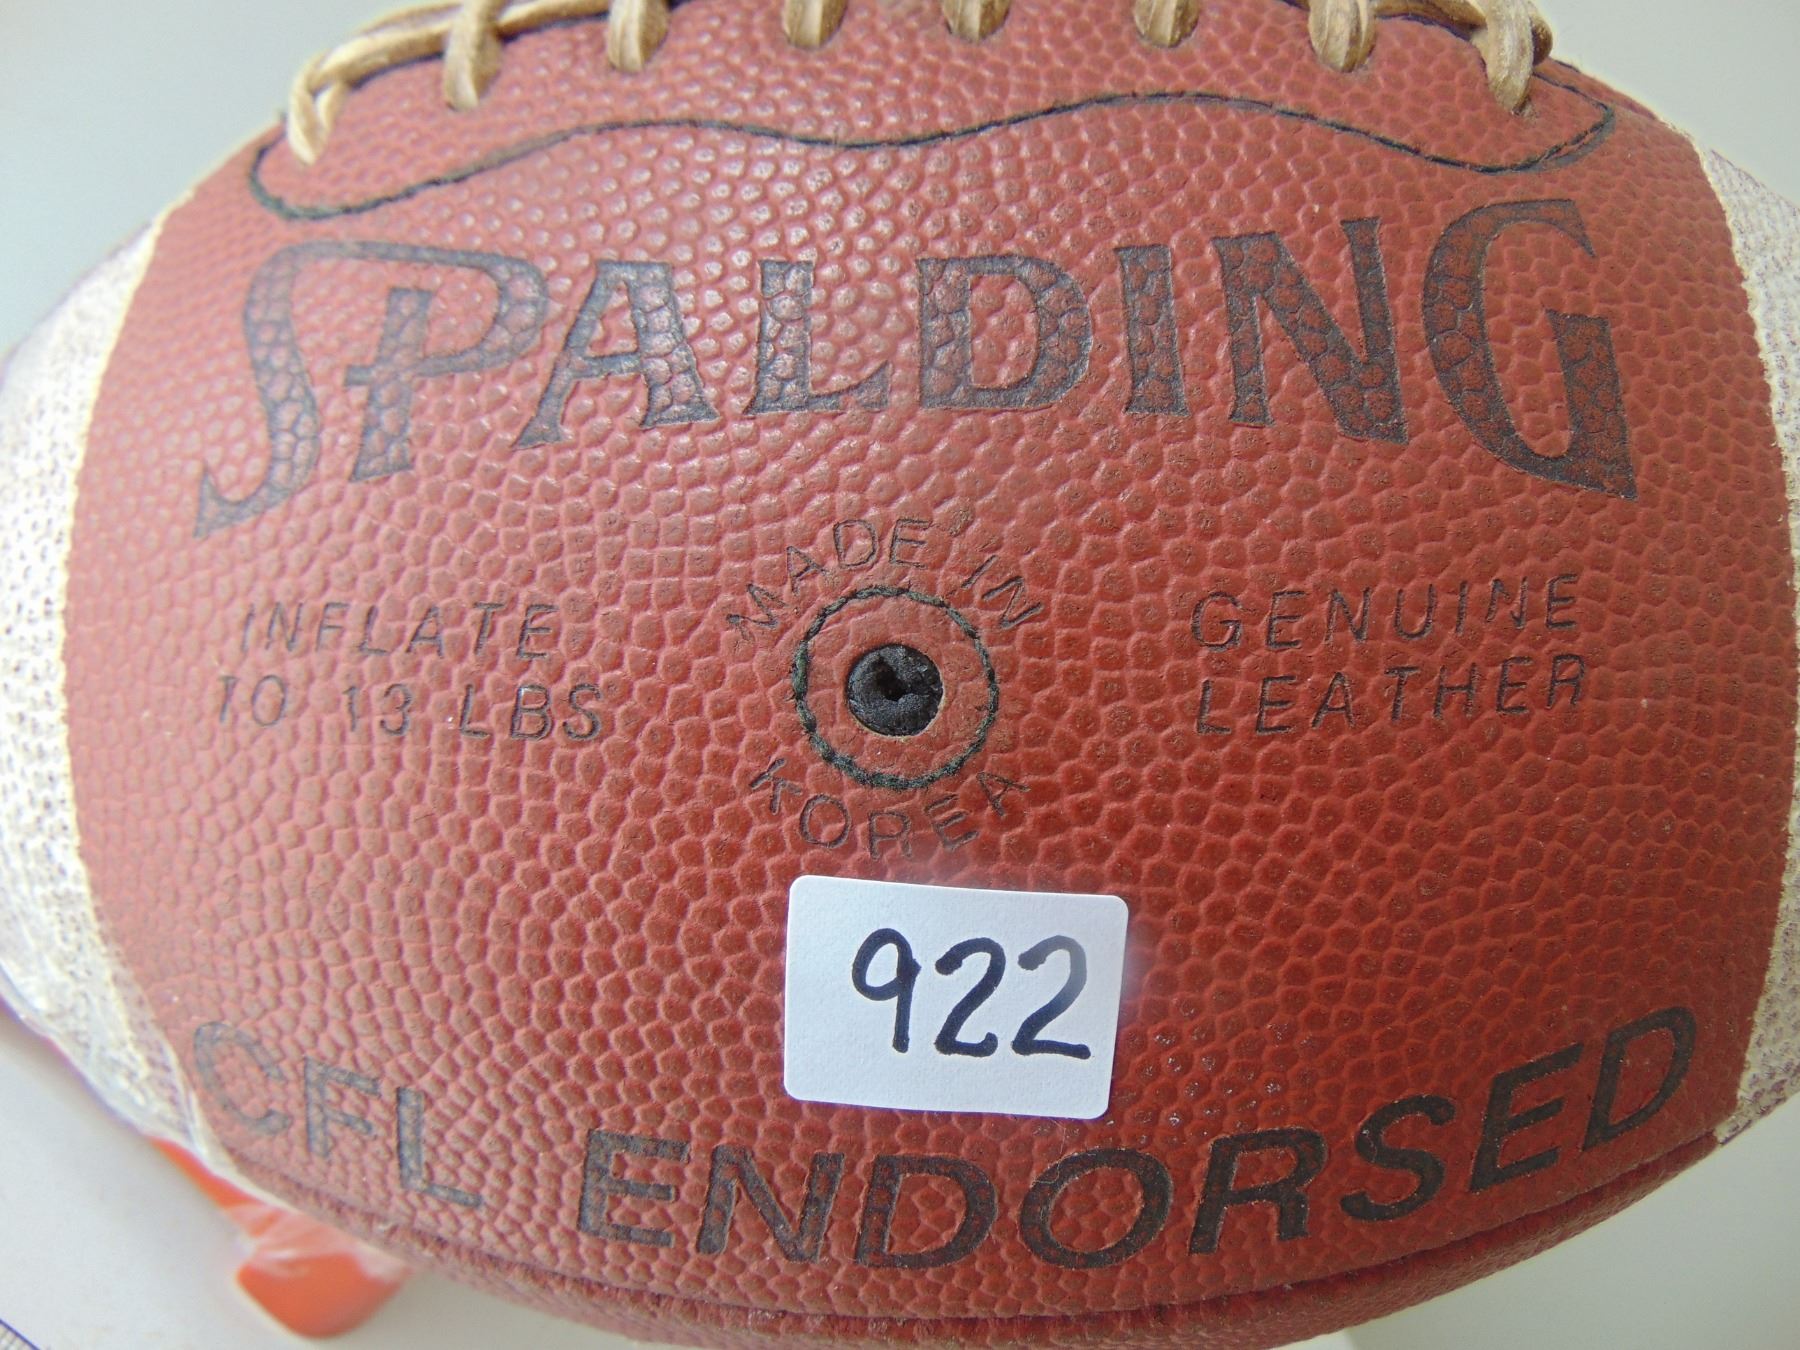 SPALDING
MADE IN
INFLATE
TO 13 LBS
GENUINE
LEATHER
KOREA
922
CFL ENDORSED